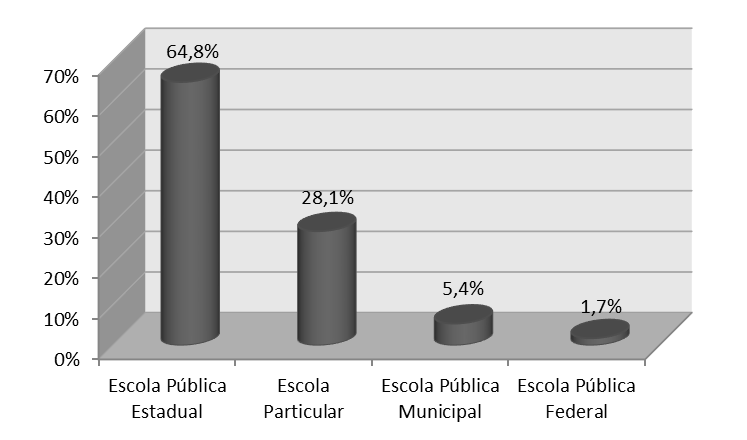 64,8%
70%
60%
50%
40%
30%
20%
10%
0%
28,1%
5,4%
1,7%
Escola Pública
Estadual
Escola
Particular
Escola Pública
Municipal
Escola Pública
Federal